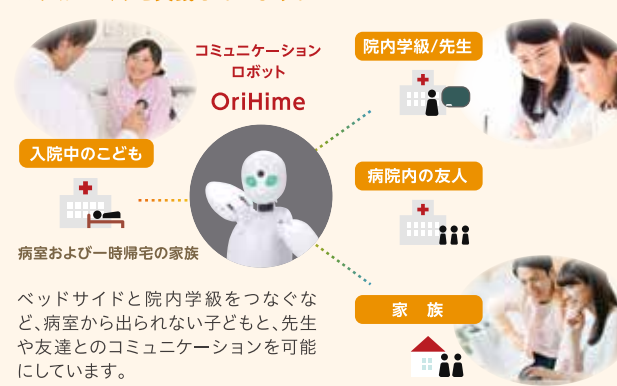 コミュニケーション
ロボット
OriHime
入院中のこども
病室および一時帰宅の家族
院内学級/先生
病院内の友人
家　族
ベッドサイドと院内学級をつなぐな
ど、病室から出られない子どもと、先生
や友達とのコミュニケーションを可能
にしています。